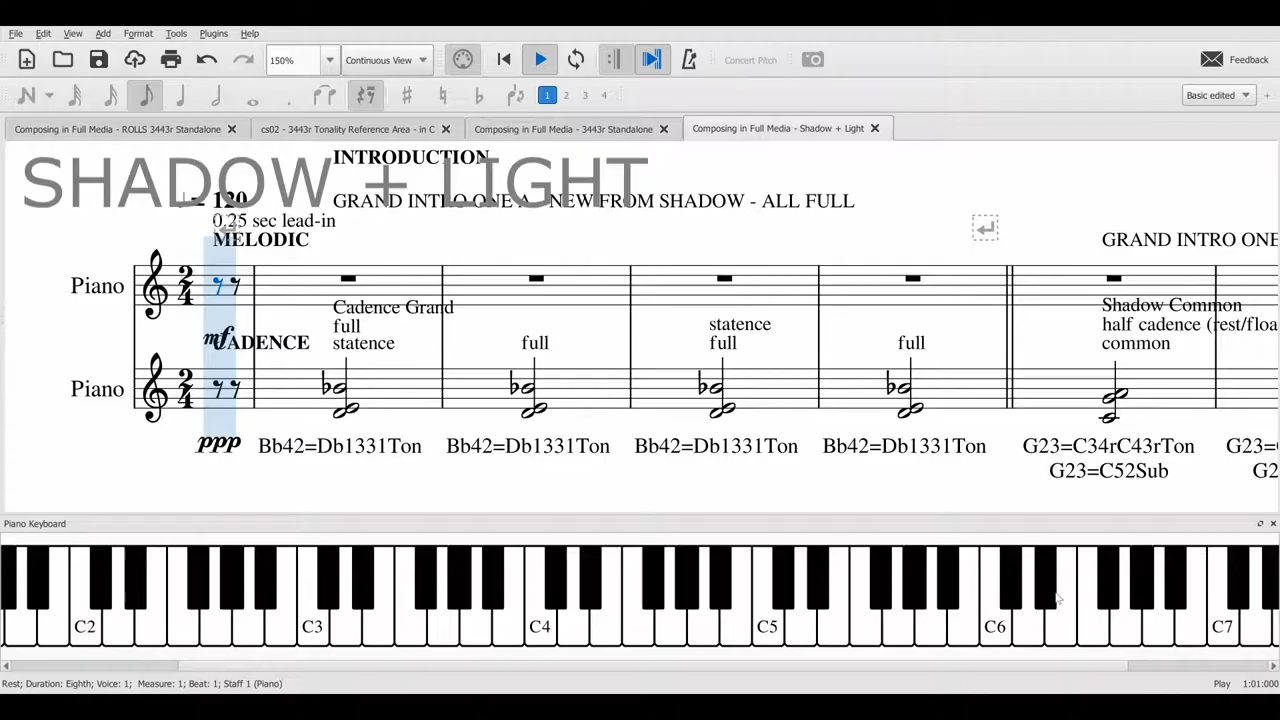 File Edit View Add Format Tools Plugins Help
150% Continuous View Concert Pitch Feedback
1 2 3 4 Basic edited
Composing in Full Media - ROLLS 3443r Standalone cs02 - 3443r Tonality Reference Area - in C Composing in Full Media - 3443r Standalone Composing in Full Media - Shadow + Light
INTRODUCTION
SHADOW + LIGHT
= 120 GRAND INTRO ONE A - NEW FROM SHADOW - ALL FULL
0.25 sec lead-in
MELODIC GRAND INTRO ONE
Piano
Cadence Grand Shadow Common
full statence half cadence (rest/floa
mf CADENCE statence full full full common
Piano
ppp Bb42=Db1331Ton Bb42=Db1331Ton Bb42=Db1331Ton Bb42=Db1331Ton G23=C34rC43rTon G23=
G23=C52Sub G2
Piano Keyboard
C2 C3 C4 C5 C6 C7
Rest; Duration: Eighth; Voice: 1; Measure: 1; Beat: 1; Staff 1 (Piano) Play 1:01:000